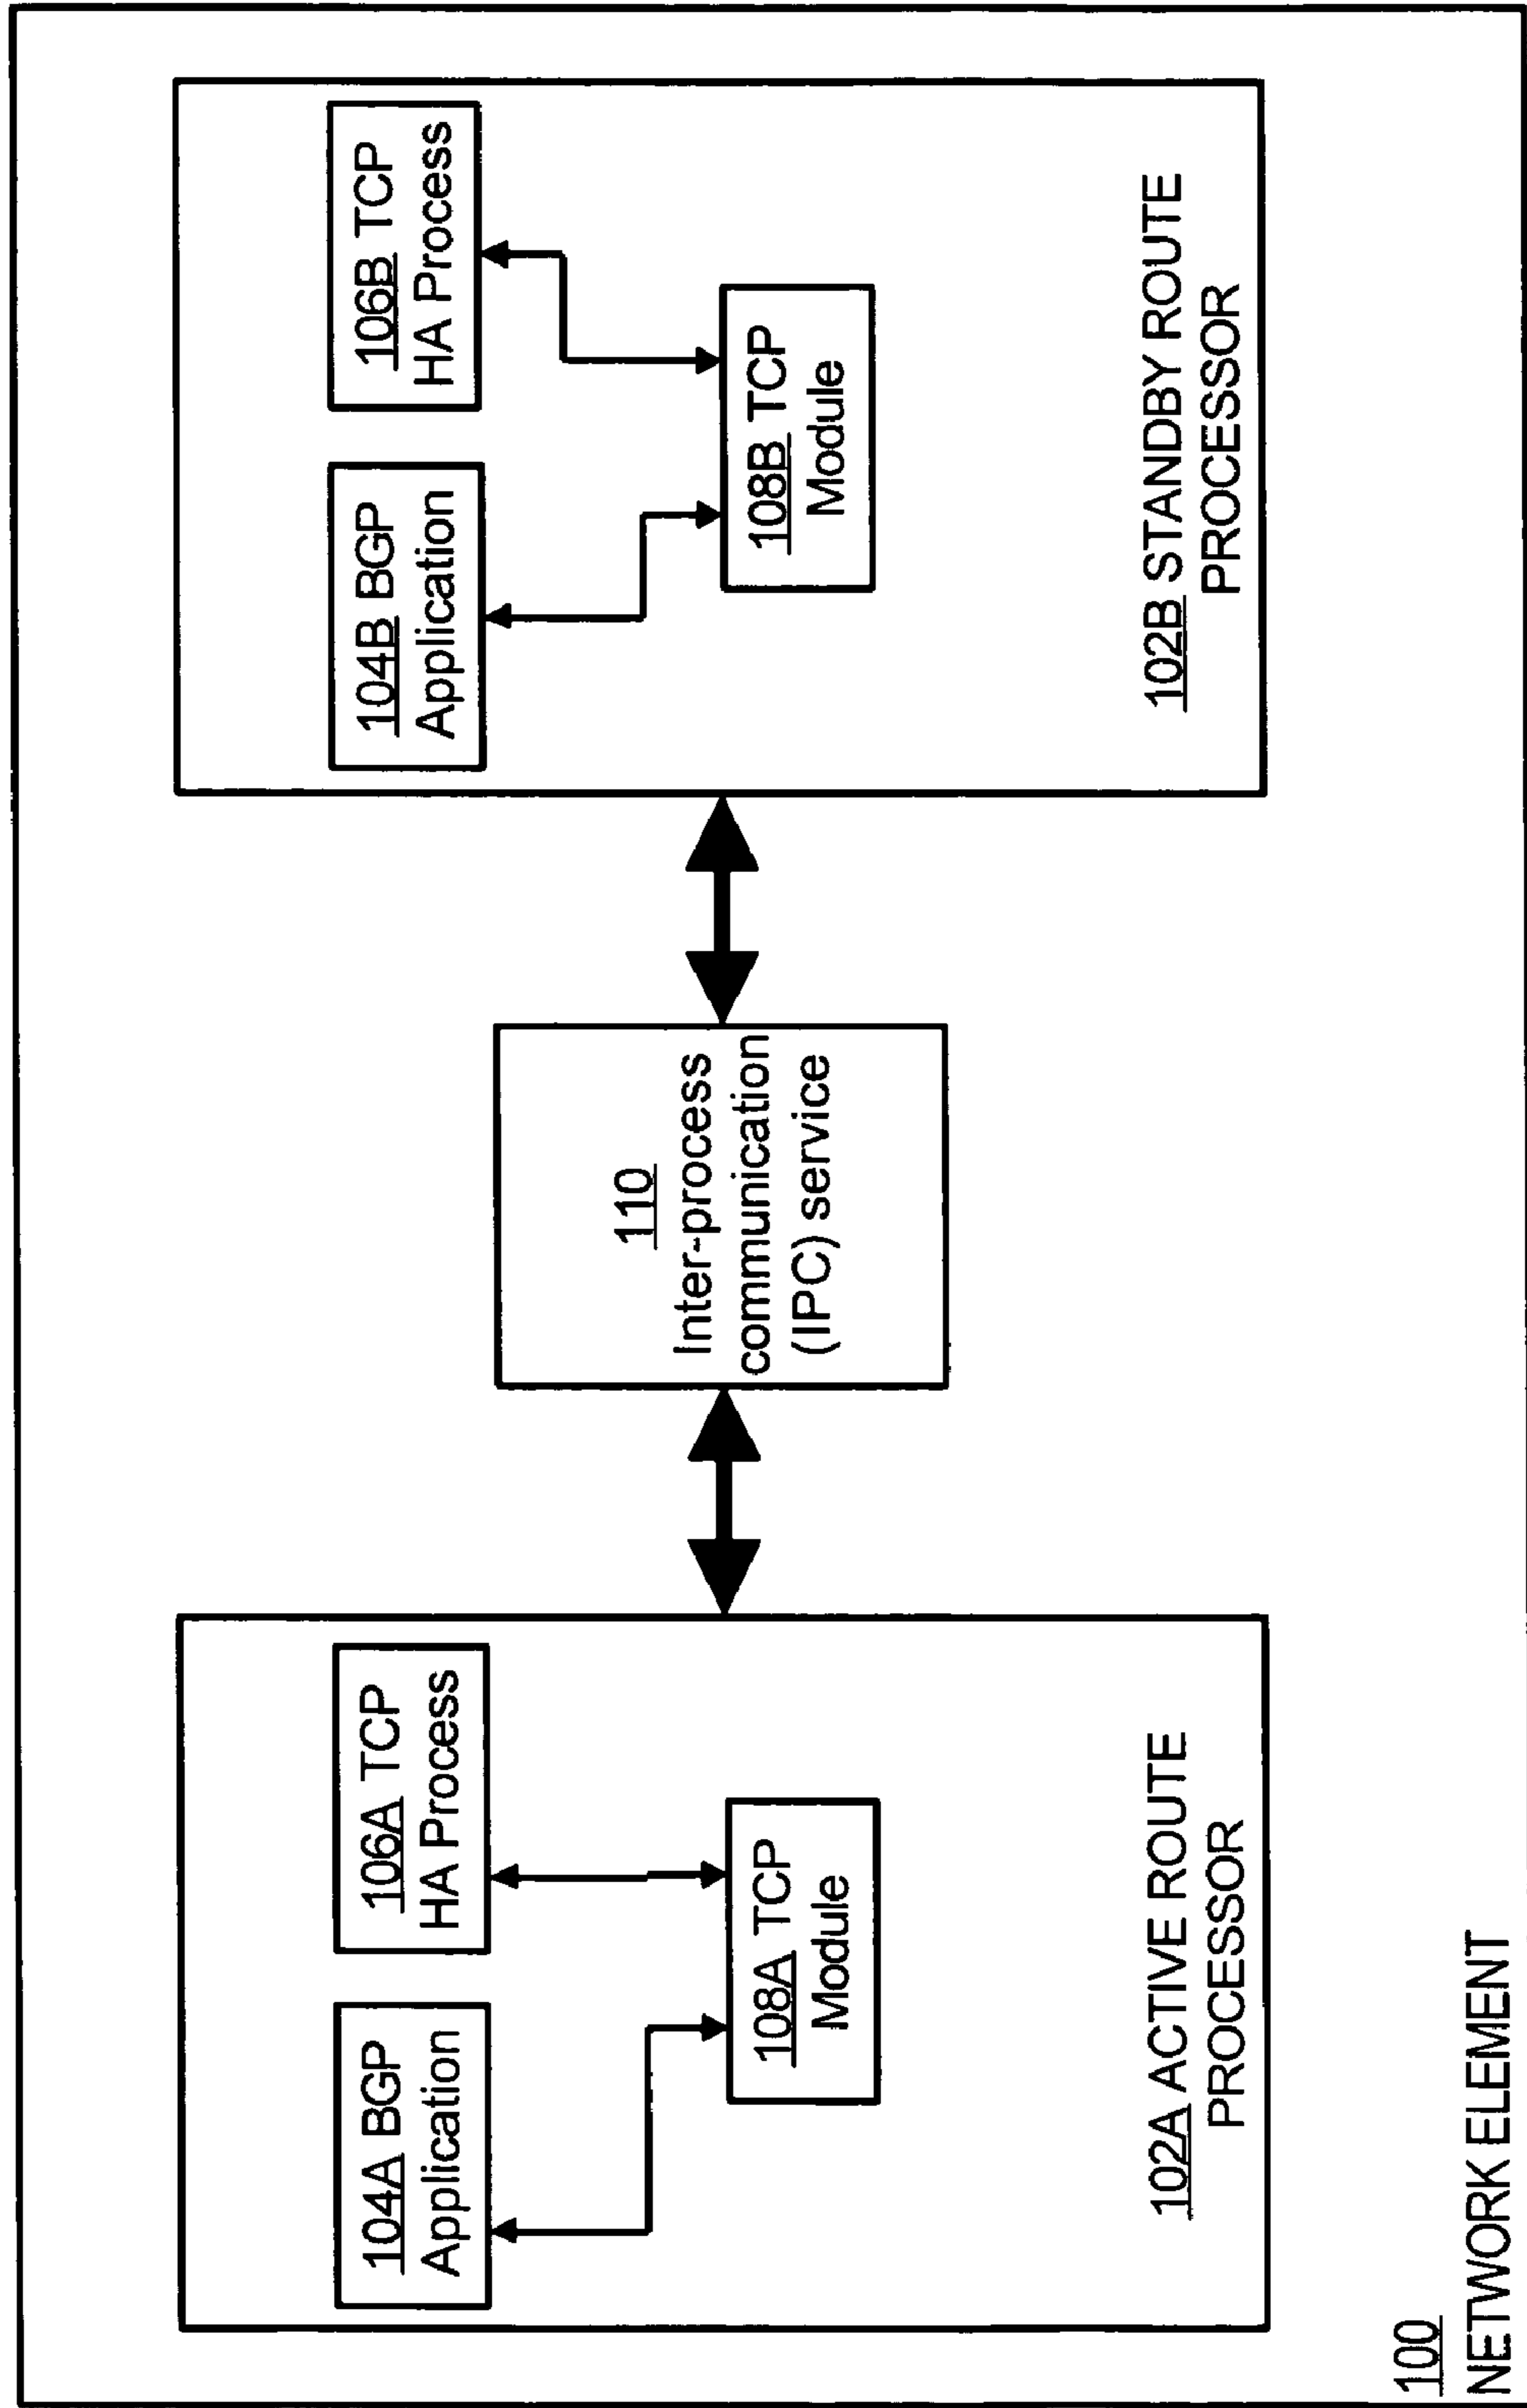 104A BGP
Application
106A TCP
HA Process
108A TCP
Module
102A ACTIVE ROUTE
PROCESSOR
110
Inter-process
communication
(IPC) service
104B BGP
Application
106B TCP
HA Process
108B TCP
Module
102B STANDBY ROUTE
PROCESSOR
100
NETWORK ELEMENT